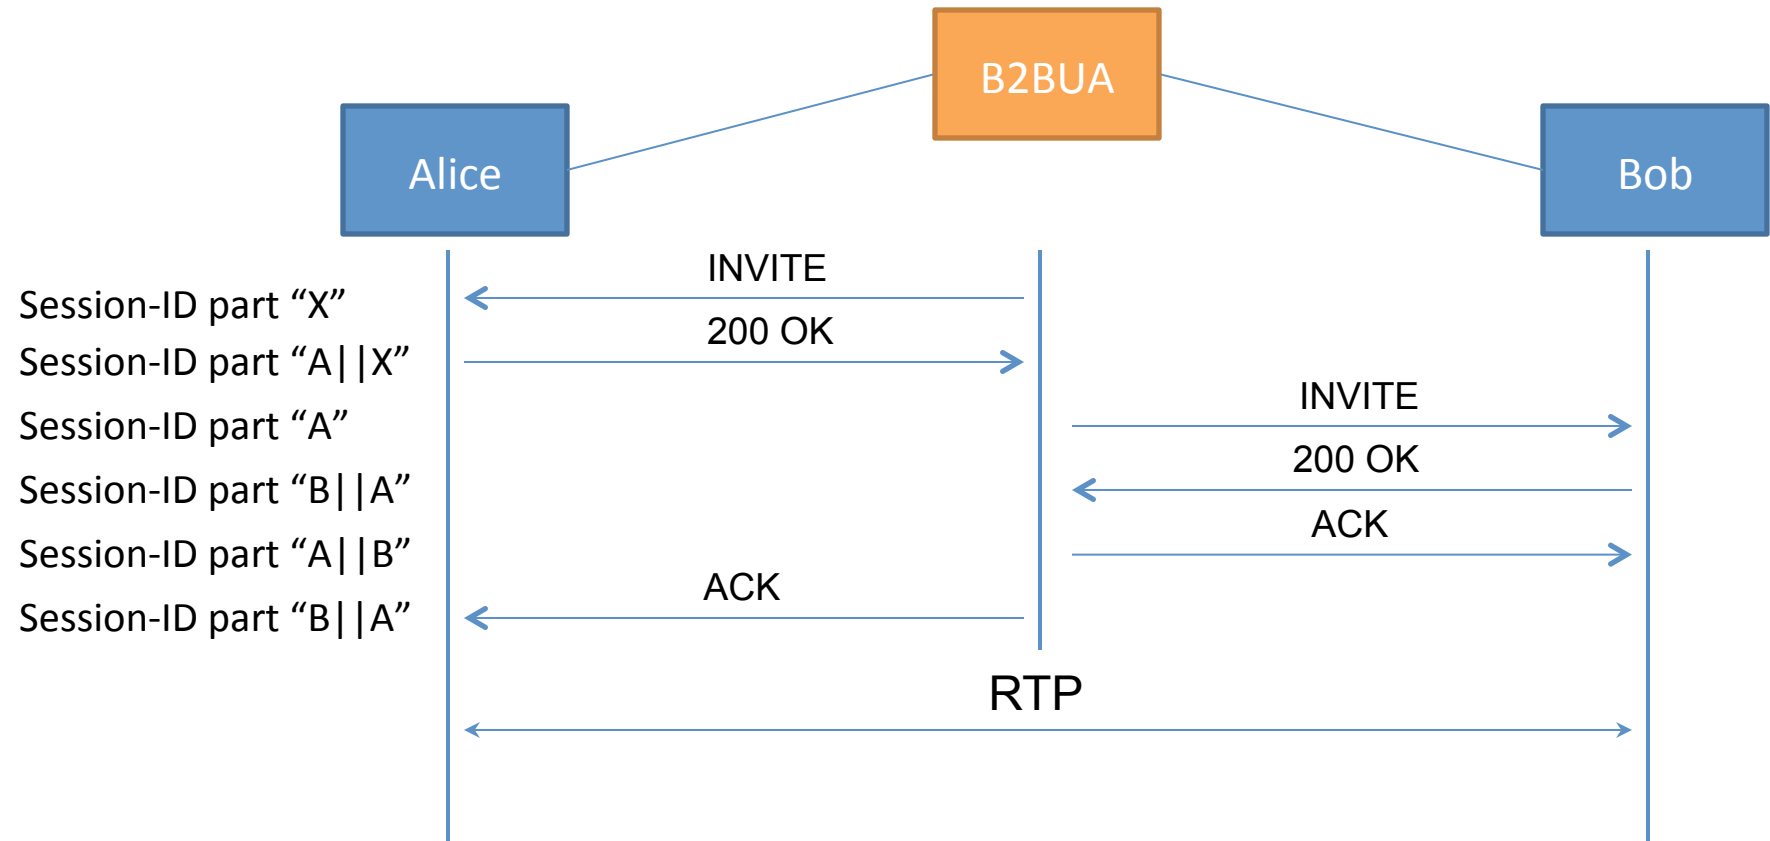 B2BUA
Alice
Bob
INVITE
Session-ID part “X”
200 OK
Session-ID part “A||X”
INVITE
Session-ID part “A”
200 OK
Session-ID part “B||A”
ACK
Session-ID part “A||B”
ACK
Session-ID part “B||A”
RTP